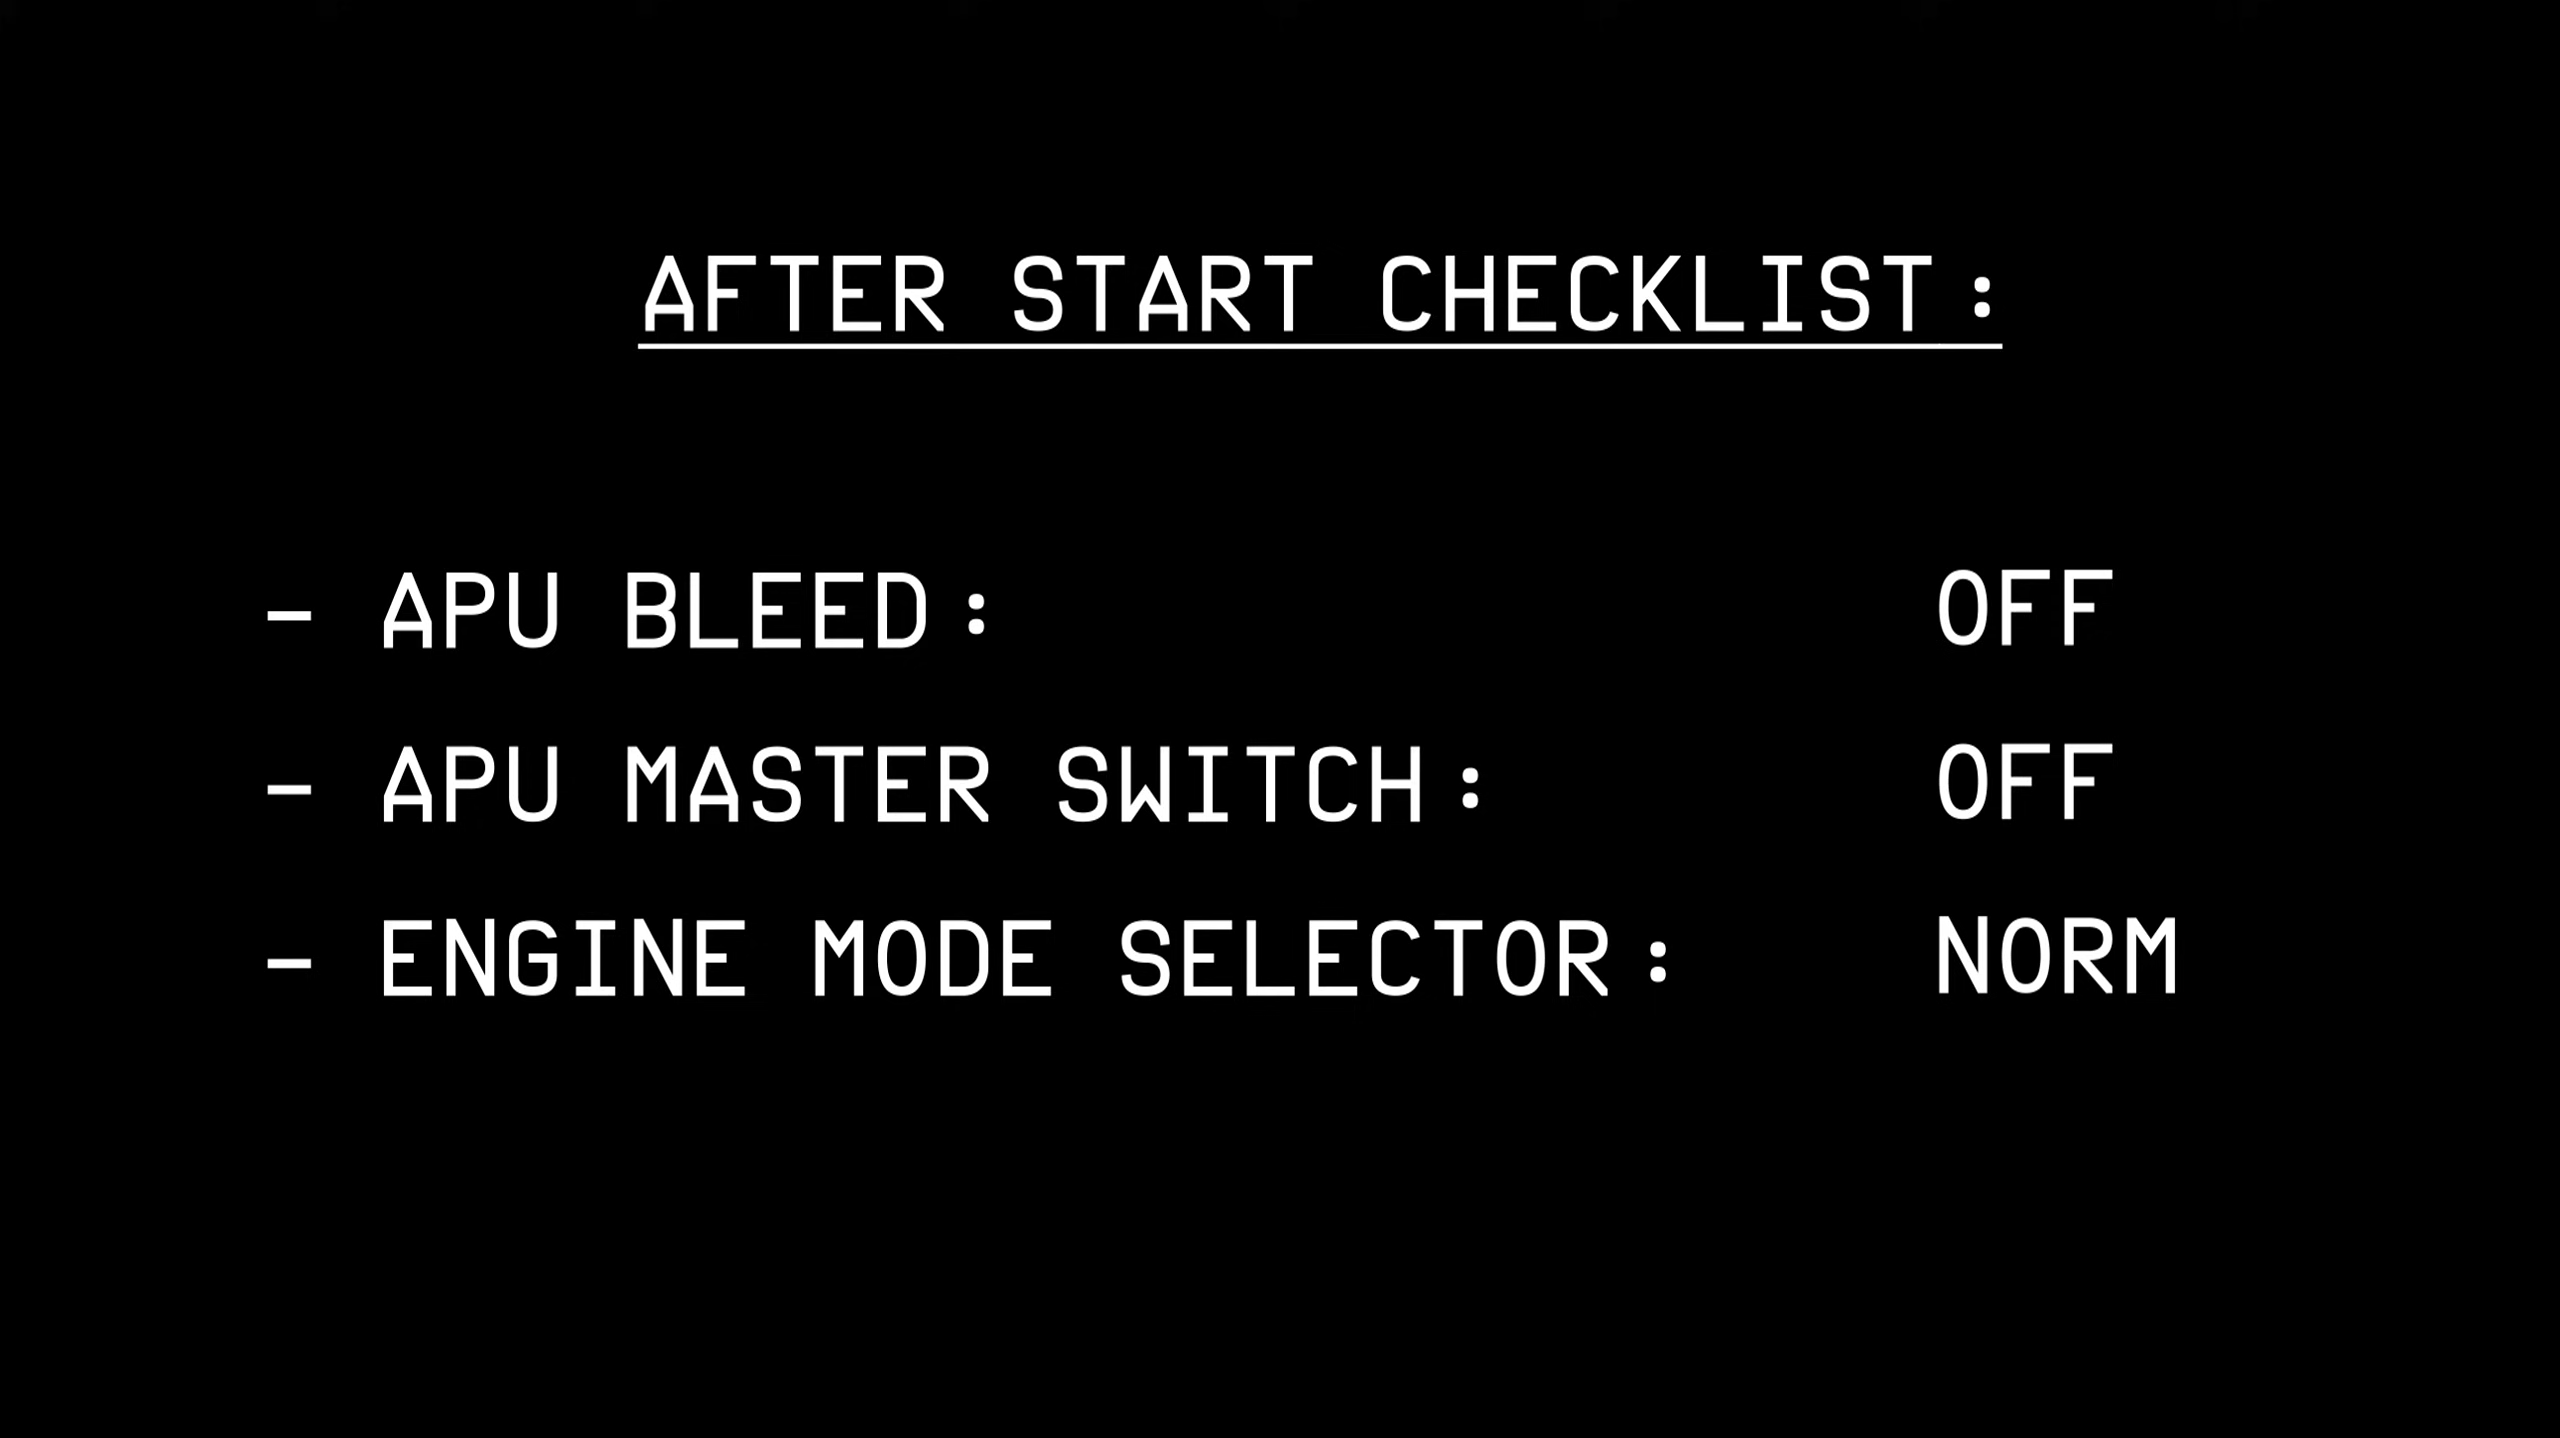 AFTER START CHECKLIST:
- APU BLEED: OFF
- APU MASTER SWITCH: OFF
- ENGINE MODE SELECTOR: NORM